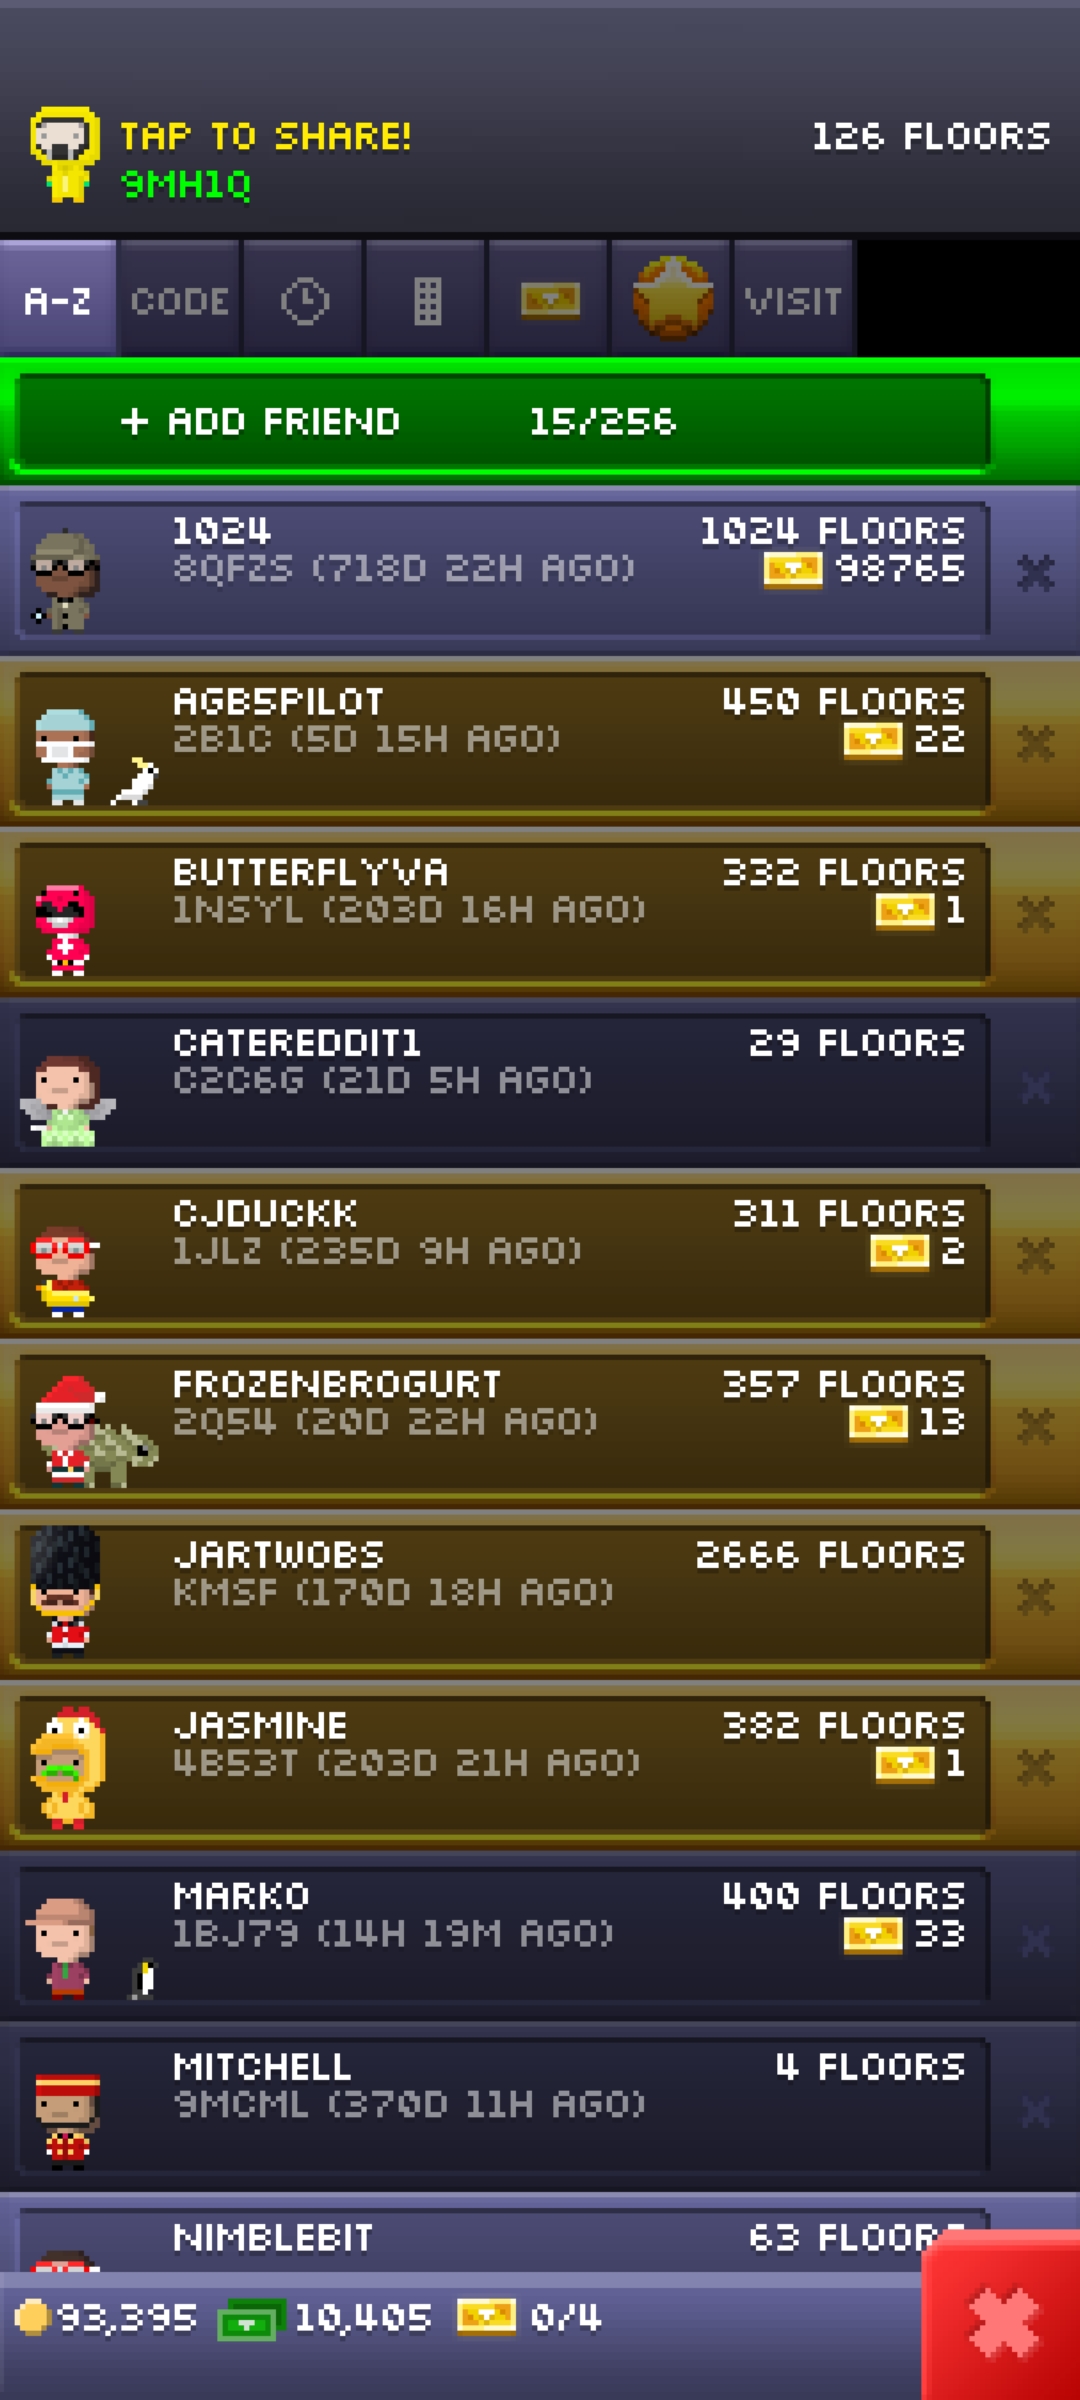 TAP TO SHARE!
126 FLOORS
9MH1Q
A-Z CODE VISIT
+ ADD FRIEND 15/256
1024 1024 FLOORS
8QFZS (718D 22H AGO) 98765
AGB5PILOT 450 FLOORS
2B1C (5D 15H AGO) 22
BUTTERFLYVA 332 FLOORS
1NSYL (203D 16H AGO) 1
CATEREDDIT1 29 FLOORS
C2C6G (21D 5H AGO)
CJDUCKK 311 FLOORS
1JLZ (235D 9H AGO) 2
FROZENBROGURT 357 FLOORS
2Q54 (20D 22H AGO) 13
JARTWOBS 2666 FLOORS
KMSF (170D 18H AGO)
JASMINE 382 FLOORS
4B53T (203D 21H AGO) 1
MARKO 400 FLOORS
1BJ79 (14H 19M AGO) 33
MITCHELL 4 FLOORS
9MCML (370D 11H AGO)
NIMBLEBIT 63 FLOORS
93,395 10,405 0/4